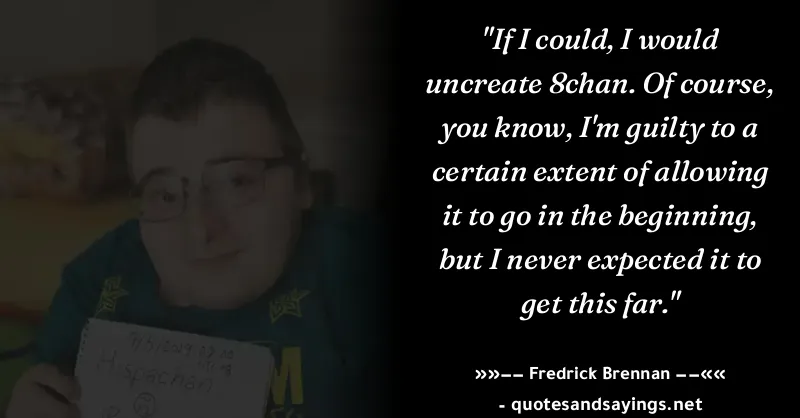 "If I could, I would
uncreate 8chan. Of course,
you know, I'm guilty to a
certain extent of allowing
it to go in the beginning,
but I never expected it to
get this far."
»»–– Fredrick Brennan ––««
- quotesandsayings.net
Hispachan
M